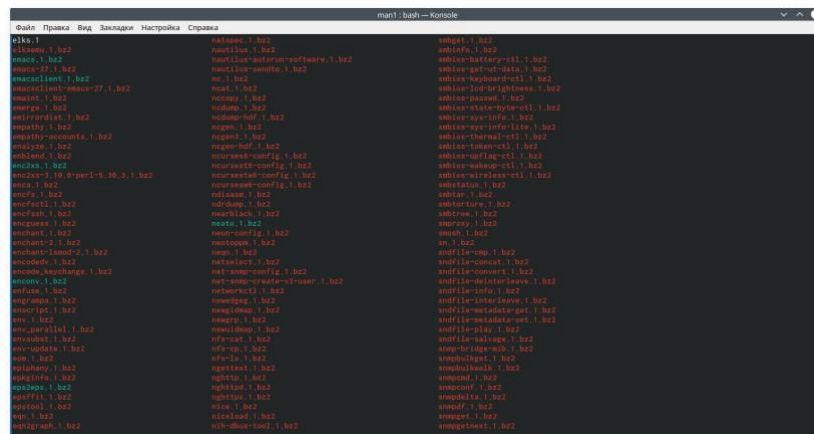 man1 : bash — Konsole
Файл Правка Вид Закладки Настройка Справка
elks.1
elksemu.1.bz2
emacs.1.bz2
emacs-27.1.bz2
emacsclient.1.bz2
emacsclient-emacs-27.1.bz2
emaint.1.bz2
emerge.1.bz2
emirrordist.1.bz2
empathy.1.bz2
empathy-accounts.1.bz2
enalyze.1.bz2
enblend.1.bz2
enc2xs.1.bz2
enc2xs-3.10.0-perl-5.30.3.1.bz2
enca.1.bz2
encfs.1.bz2
encfsctl.1.bz2
encfssh.1.bz2
encguess.1.bz2
enchant.1.bz2
enchant-2.1.bz2
enchant-lsmod-2.1.bz2
encodedv.1.bz2
encode_keychange.1.bz2
enconv.1.bz2
enfuse.1.bz2
engrampa.1.bz2
enscript.1.bz2
env.1.bz2
env_parallel.1.bz2
envsubst.1.bz2
env-update.1.bz2
eom.1.bz2
epiphany.1.bz2
epkginfo.1.bz2
eps2eps.1.bz2
epsffit.1.bz2
epstool.1.bz2
eqn.1.bz2
eqn2graph.1.bz2
natspec.1.bz2
nautilus.1.bz2
nautilus-autorun-software.1.bz2
nautilus-sendto.1.bz2
nc.1.bz2
ncat.1.bz2
nccopy.1.bz2
ncdump.1.bz2
ncdump-hdf.1.bz2
ncgen.1.bz2
ncgen3.1.bz2
ncgen-hdf.1.bz2
ncurses6-config.1.bz2
ncursest6-config.1.bz2
ncursestw6-config.1.bz2
ncursesw6-config.1.bz2
ndisasm.1.bz2
ndrdump.1.bz2
nearblack.1.bz2
neato.1.bz2
neon-config.1.bz2
neotoppm.1.bz2
neqn.1.bz2
netselect.1.bz2
net-snmp-config.1.bz2
net-snmp-create-v3-user.1.bz2
networkctl.1.bz2
newedgeg.1.bz2
newgidmap.1.bz2
newgrp.1.bz2
newuidmap.1.bz2
nfs-cat.1.bz2
nfs-cp.1.bz2
nfs-ls.1.bz2
ngettext.1.bz2
nghttp.1.bz2
nghttpd.1.bz2
nghttpx.1.bz2
nice.1.bz2
niceload.1.bz2
nih-dbus-tool.1.bz2
smbget.1.bz2
smbinfo.1.bz2
smbios-battery-ctl.1.bz2
smbios-get-ut-data.1.bz2
smbios-keyboard-ctl.1.bz2
smbios-lcd-brightness.1.bz2
smbios-passwd.1.bz2
smbios-state-byte-ctl.1.bz2
smbios-sys-info.1.bz2
smbios-sys-info-lite.1.bz2
smbios-thermal-ctl.1.bz2
smbios-token-ctl.1.bz2
smbios-upflag-ctl.1.bz2
smbios-wakeup-ctl.1.bz2
smbios-wireless-ctl.1.bz2
smbstatus.1.bz2
smbtar.1.bz2
smbtorture.1.bz2
smbtree.1.bz2
smproxy.1.bz2
smush.1.bz2
sn.1.bz2
sndfile-cmp.1.bz2
sndfile-concat.1.bz2
sndfile-convert.1.bz2
sndfile-deinterleave.1.bz2
sndfile-info.1.bz2
sndfile-interleave.1.bz2
sndfile-metadata-get.1.bz2
sndfile-metadata-set.1.bz2
sndfile-play.1.bz2
sndfile-salvage.1.bz2
snmp-bridge-mib.1.bz2
snmpbulkget.1.bz2
snmpbulkwalk.1.bz2
snmpcmd.1.bz2
snmpconf.1.bz2
snmpdelta.1.bz2
snmpdf.1.bz2
snmpget.1.bz2
snmpgetnext.1.bz2